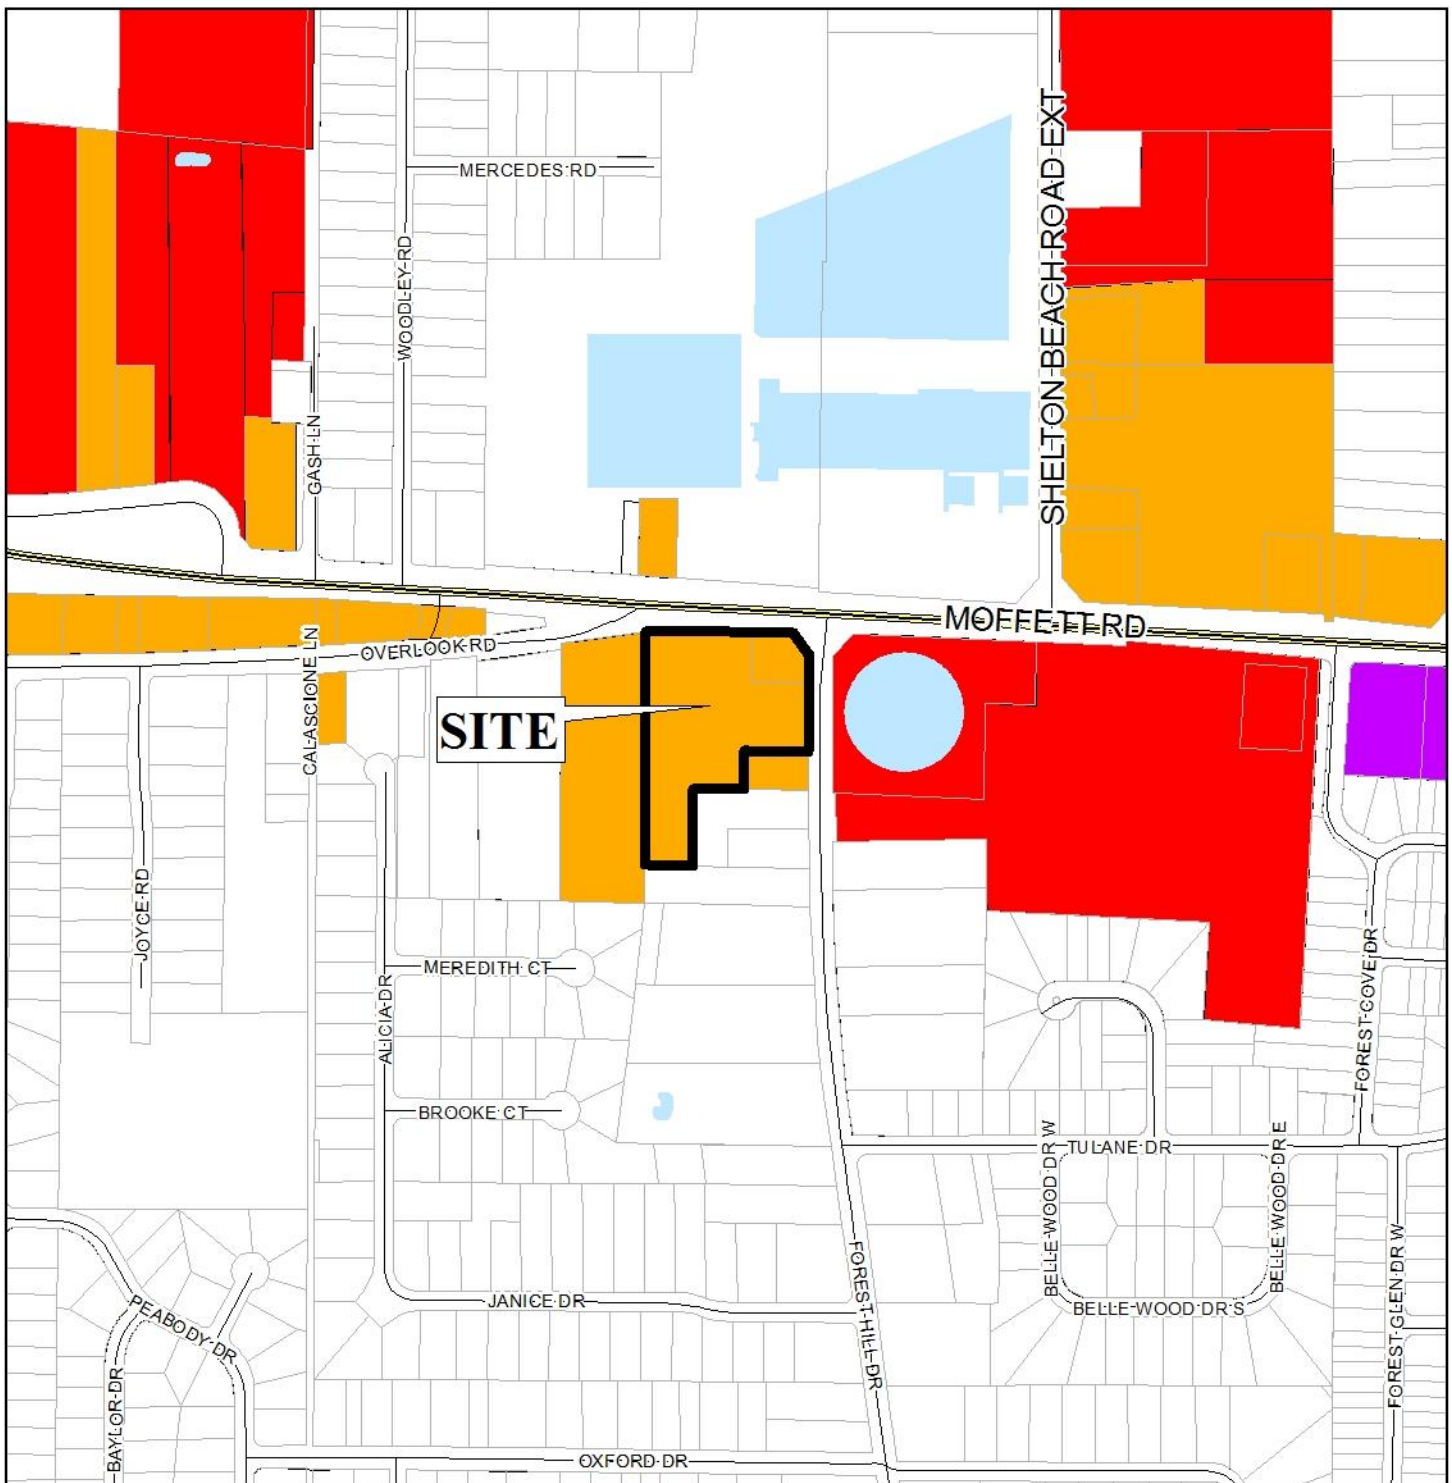 SHELTON BEACH ROAD EXT
MERCEDES RD
WOODLEY RD
GASH LN
MOFFETT RD
OVERLOOK RD
CALASCIONE LN
SITE
JOYCE RD
ALICIA DR
MEREDITH CT
FOREST COVE DR
BROOKE CT
TULANE DR
BELLE WOOD DR W
BELLE WOOD DR E
FOREST HILL DR
FOREST GLEN DR W
JANICE DR
BELLE WOOD DR S
PEABODY DR
BAYLOR DR
OXFORD DR